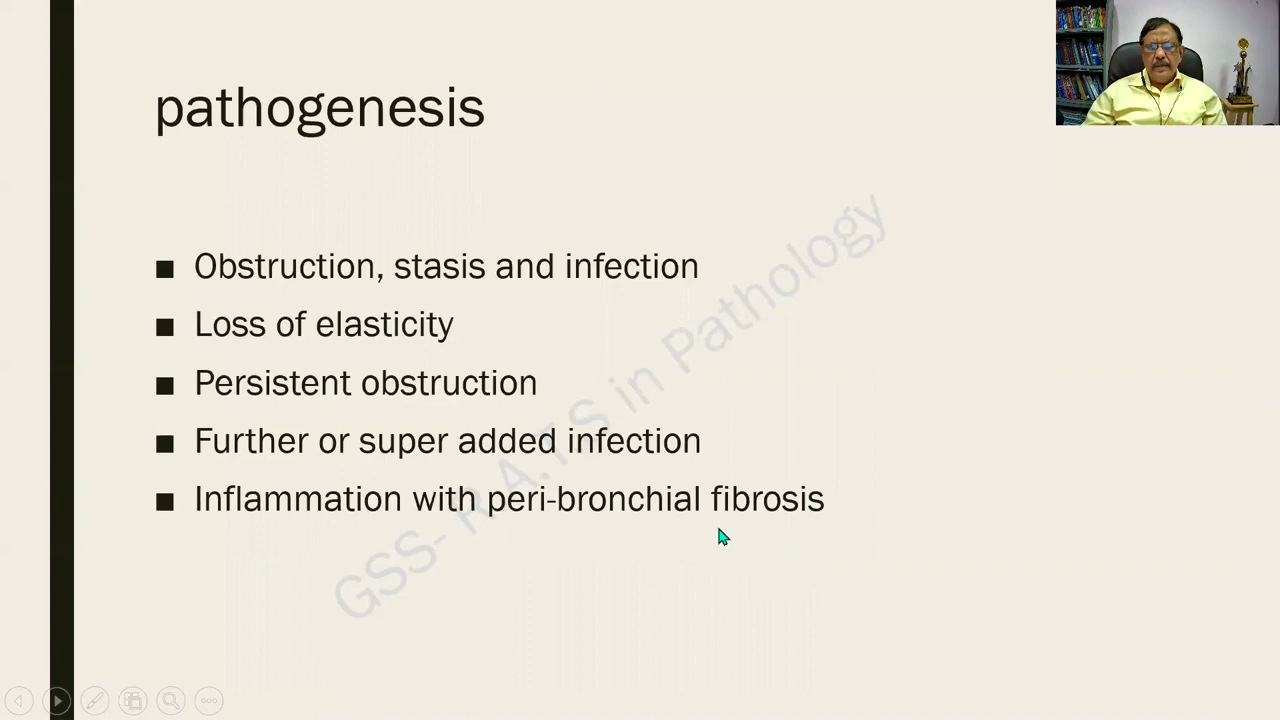 pathogenesis
Obstruction, stasis and infection
Loss of elasticity
Persistent obstruction
Further or super added infection
Inflammation with peri-bronchial fibrosis
GSS- R.A.T.S in Pathology